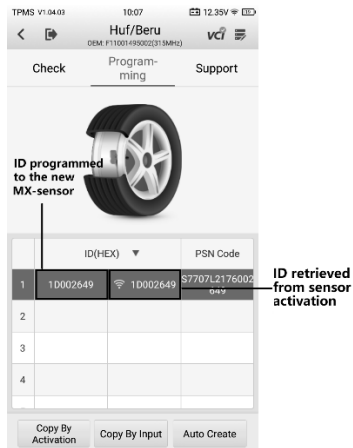 TPMS V1.04.03 10:07 12.35V
Huf/Beru
OEM: F11001495002(315MHz)
vci
Check Program-
ming Support
ID programmed
to the new
MX-sensor
ID(HEX) ▼ PSN Code
1 1D002649 1D002649 S7707L2176002
649
ID retrieved
from sensor
activation
2
3
4
Copy By
Activation Copy By Input Auto Create